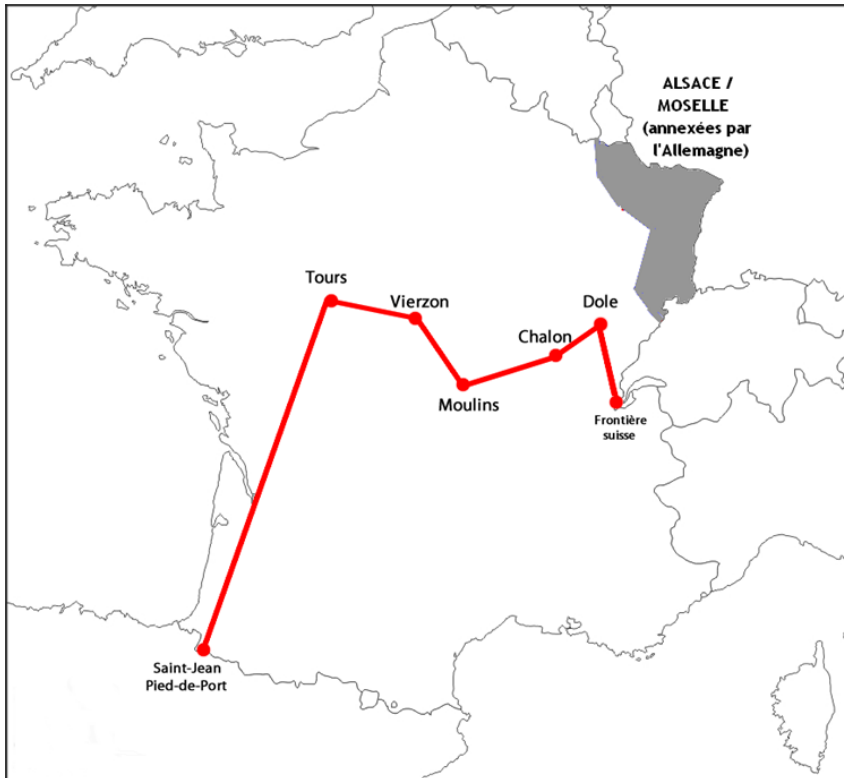 ALSACE /
MOSELLE
(annexées par
l'Allemagne)
Tours
Vierzon
Dole
Chalon
Moulins
Frontière
suisse
Saint-Jean
Pied-de-Port